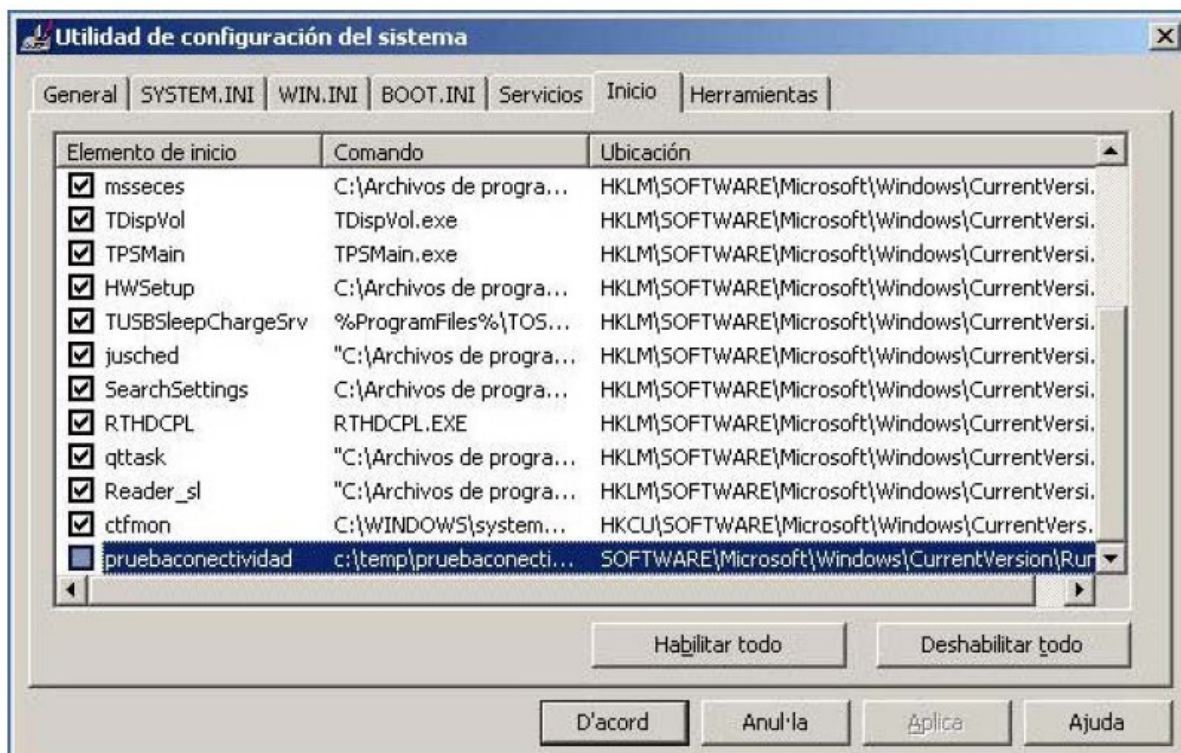 Utilidad de configuración del sistema
General SYSTEM.INI WIN.INI BOOT.INI Servicios Inicio Herramientas
Elemento de inicio Comando Ubicación
msseces C:\Archivos de progra... HKLM\SOFTWARE\Microsoft\Windows\CurrentVersi.
TDispVol TDispVol.exe HKLM\SOFTWARE\Microsoft\Windows\CurrentVersi.
TPSMain TPSMain.exe HKLM\SOFTWARE\Microsoft\Windows\CurrentVersi.
HWSetup C:\Archivos de progra... HKLM\SOFTWARE\Microsoft\Windows\CurrentVersi.
TUSBSleepChargeSrv %ProgramFiles%\TOS... HKLM\SOFTWARE\Microsoft\Windows\CurrentVersi.
jusched "C:\Archivos de progra... HKLM\SOFTWARE\Microsoft\Windows\CurrentVersi.
SearchSettings C:\Archivos de progra... HKLM\SOFTWARE\Microsoft\Windows\CurrentVersi.
RTHDCPL RTHDCPL.EXE HKLM\SOFTWARE\Microsoft\Windows\CurrentVersi.
qttask "C:\Archivos de progra... HKLM\SOFTWARE\Microsoft\Windows\CurrentVersi.
Reader_sl "C:\Archivos de progra... HKLM\SOFTWARE\Microsoft\Windows\CurrentVersi.
ctfmon C:\WINDOWS\system... HKCU\SOFTWARE\Microsoft\Windows\CurrentVers.
pruebaconectividad c:\temp\pruebaconecti... SOFTWARE\Microsoft\Windows\CurrentVersion\Run
Habilitar todo Deshabilitar todo
D'acord Anul·la Aplica Ajuda